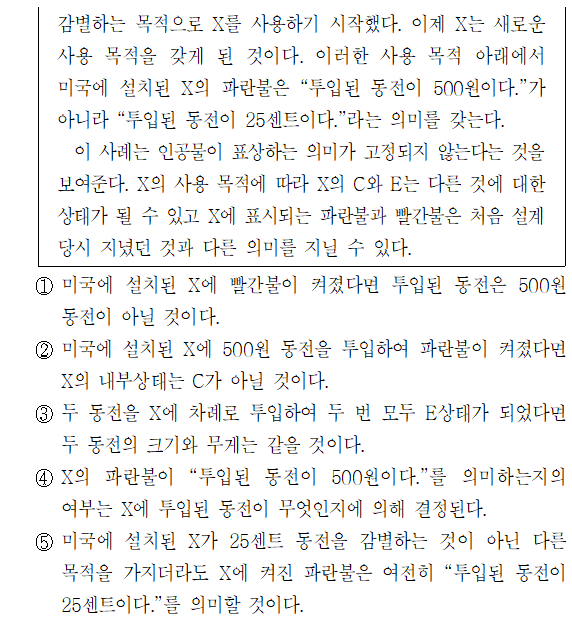 감별하는 목적으로 X를 사용하기 시작했다. 이제 X는 새로운
사용 목적을 갖게 된 것이다. 이러한 사용 목적 아래에서
미국에 설치된 X의 파란불은 “투입된 동전이 500원이다.”가
아니라 “투입된 동전이 25센트이다.”라는 의미를 갖는다.
이 사례는 인공물이 표상하는 의미가 고정되지 않는다는 것을
보여준다. X의 사용 목적에 따라 X의 C와 E는 다른 것에 대한
상태가 될 수 있고 X에 표시되는 파란불과 빨간불은 처음 설계
당시 지녔던 것과 다른 의미를 지닐 수 있다.
① 미국에 설치된 X에 빨간불이 켜졌다면 투입된 동전은 500원
동전이 아닐 것이다.
② 미국에 설치된 X에 500원 동전을 투입하여 파란불이 켜졌다면
X의 내부상태는 C가 아닐 것이다.
③ 두 동전을 X에 차례로 투입하여 두 번 모두 E상태가 되었다면
두 동전의 크기와 무게는 같을 것이다.
④ X의 파란불이 “투입된 동전이 500원이다.”를 의미하는지의
여부는 X에 투입된 동전이 무엇인지에 의해 결정된다.
⑤ 미국에 설치된 X가 25센트 동전을 감별하는 것이 아닌 다른
목적을 가지더라도 X에 켜진 파란불은 여전히 “투입된 동전이
25센트이다.”를 의미할 것이다.